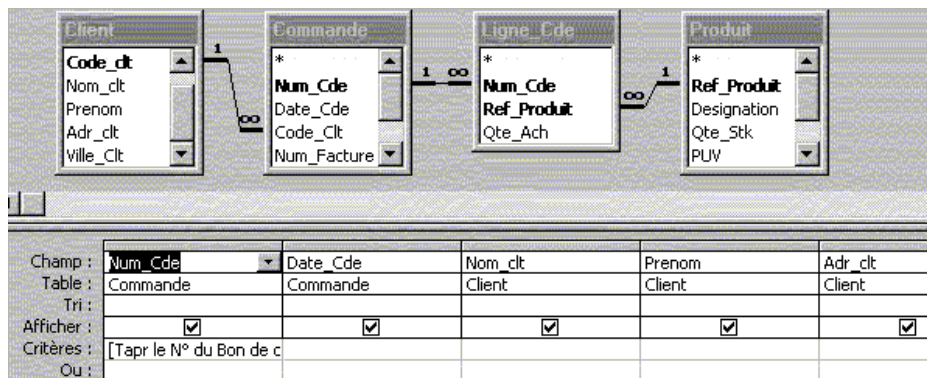 Client
Code_clt
Nom_clt
Prenom
Adr_clt
Ville_Clt
Commande
*
Num_Cde
Date_Cde
Code_Clt
Num_Facture
Ligne_Cde
*
Num_Cde
Ref_Produit
Qte_Ach
Produit
*
Ref_Produit
Designation
Qte_Stk
PUV
1 ∞
1 ∞
∞ 1
Champ : Num_Cde Date_Cde Nom_clt Prenom Adr_clt
Table : Commande Commande Client Client Client
Tri :
Afficher :
Critères : [Tapr le N° du Bon de c
Ou :